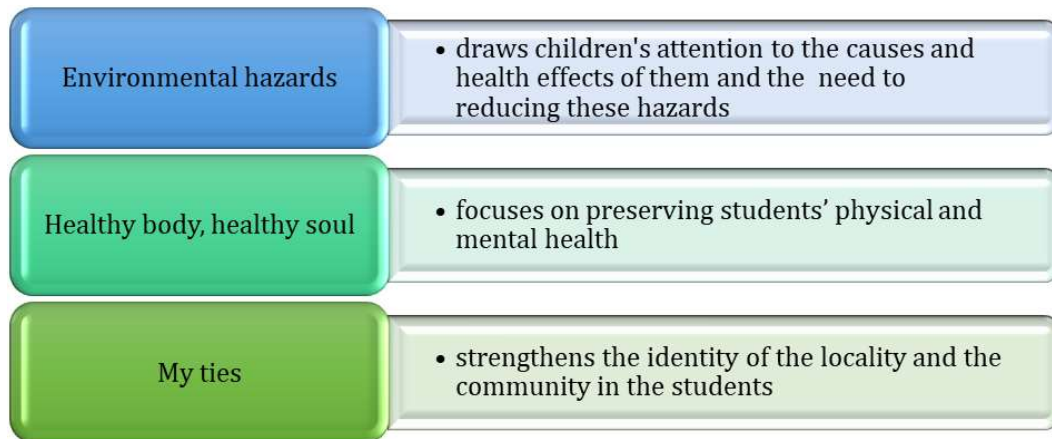 Environmental hazards
• draws children's attention to the causes and
health effects of them and the need to
reducing these hazards
Healthy body, healthy soul
• focuses on preserving students’ physical and
mental health
My ties
• strengthens the identity of the locality and the
community in the students